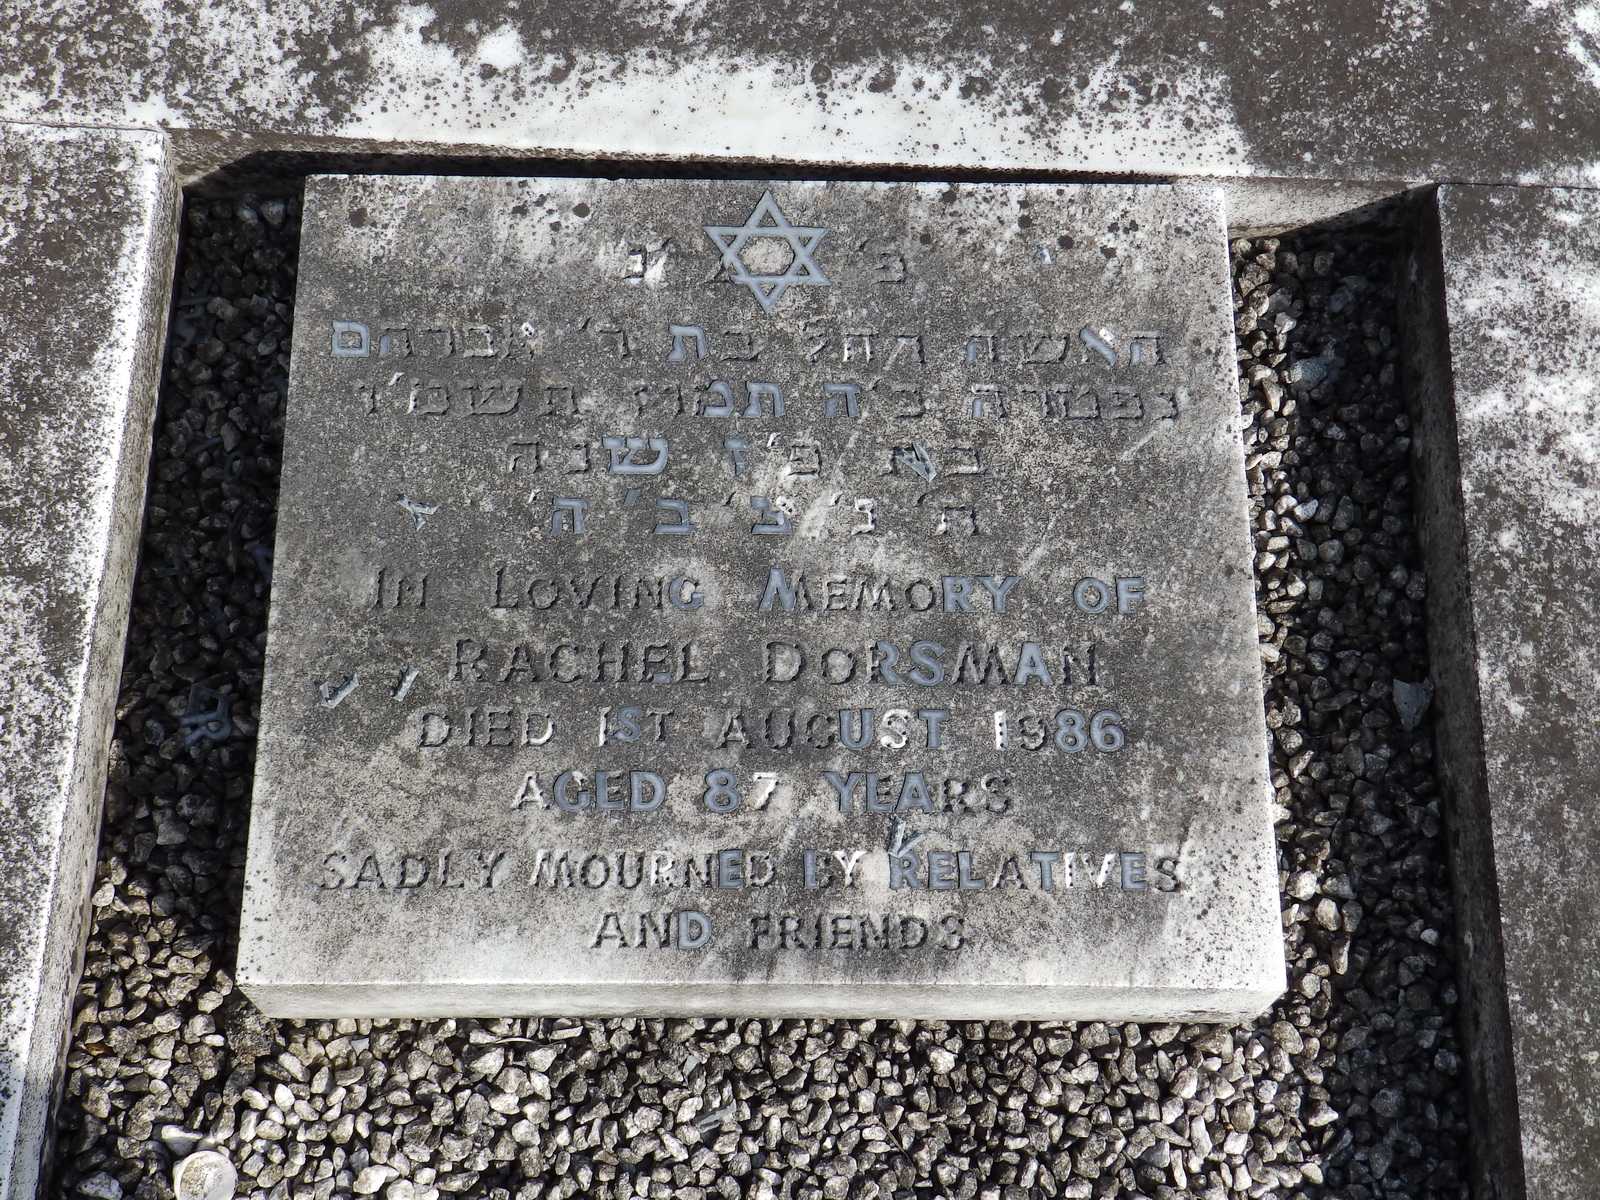 פ' נ'
האשה רחל בת ר' אברהם
נפטרה כ'ה תמוז תשמ'ו
בת פ'ז שנה
ת' נ' צ' ב' ה'
IN LOVING MEMORY OF
RACHEL DORSMAN
DIED 1ST AUGUST 1986
AGED 87 YEARS
SADLY MOURNED BY RELATIVES
AND FRIENDS